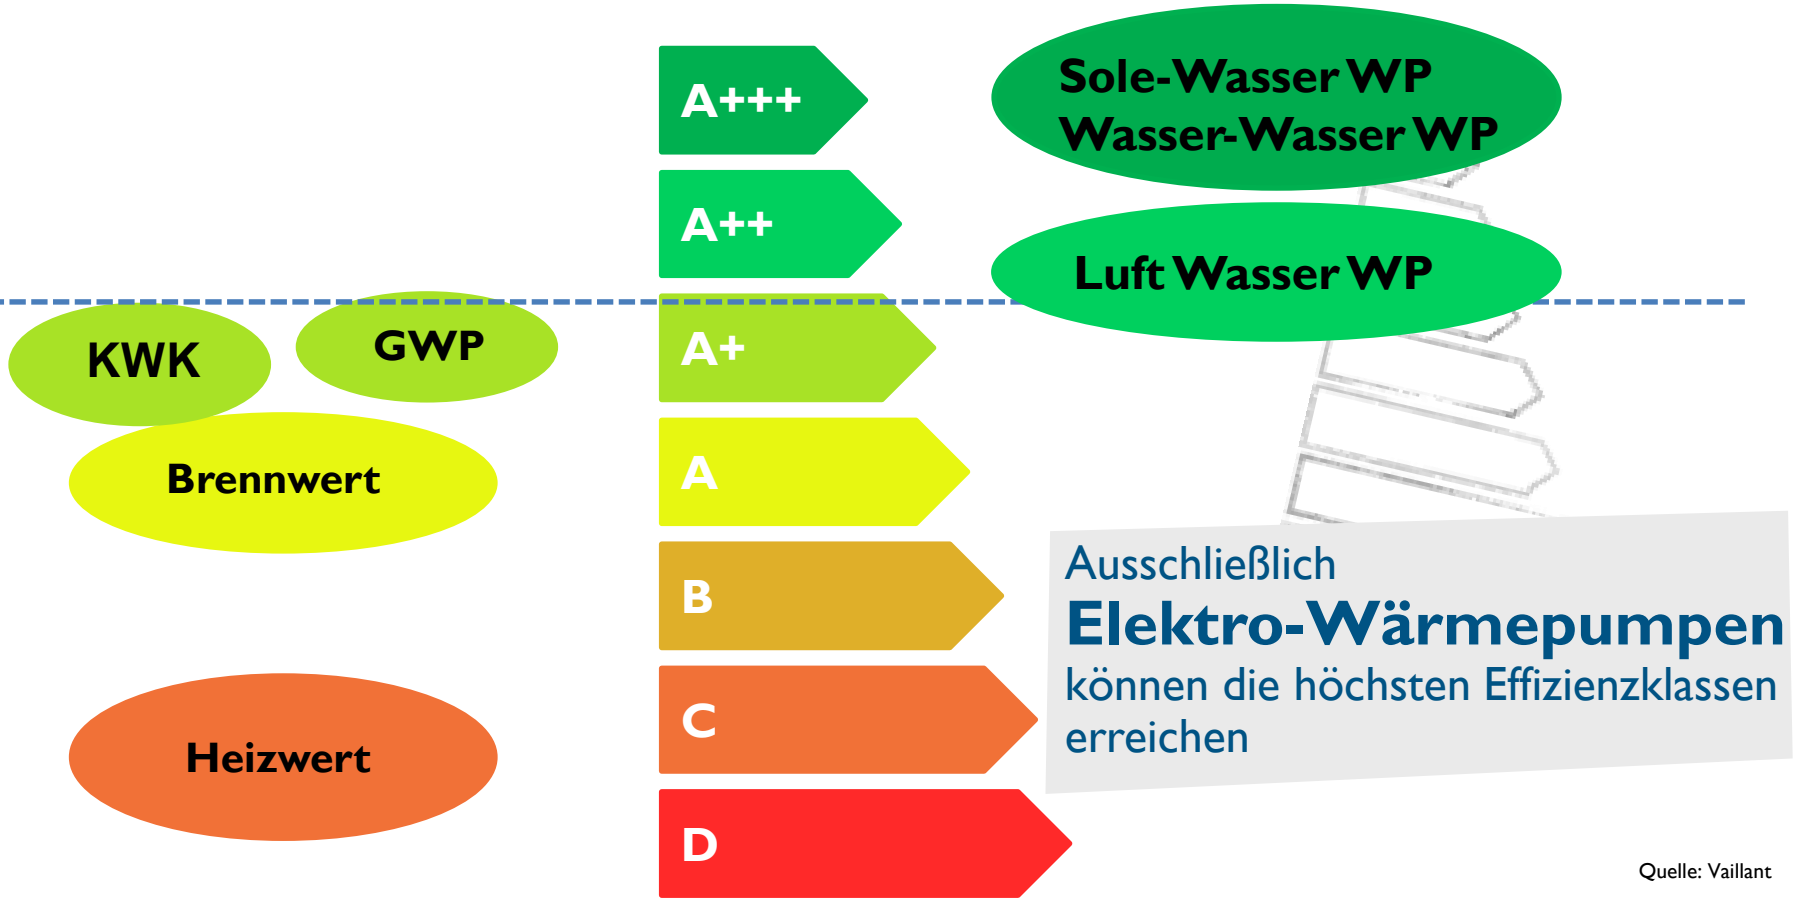 A+++
A++
A+
A
B
C
D
KWK
GWP
Brennwert
Heizwert
Sole-Wasser WP
Wasser-Wasser WP
Luft Wasser WP
Ausschließlich
Elektro-Wärmepumpen
können die höchsten Effizienzklassen
erreichen
Quelle: Vaillant